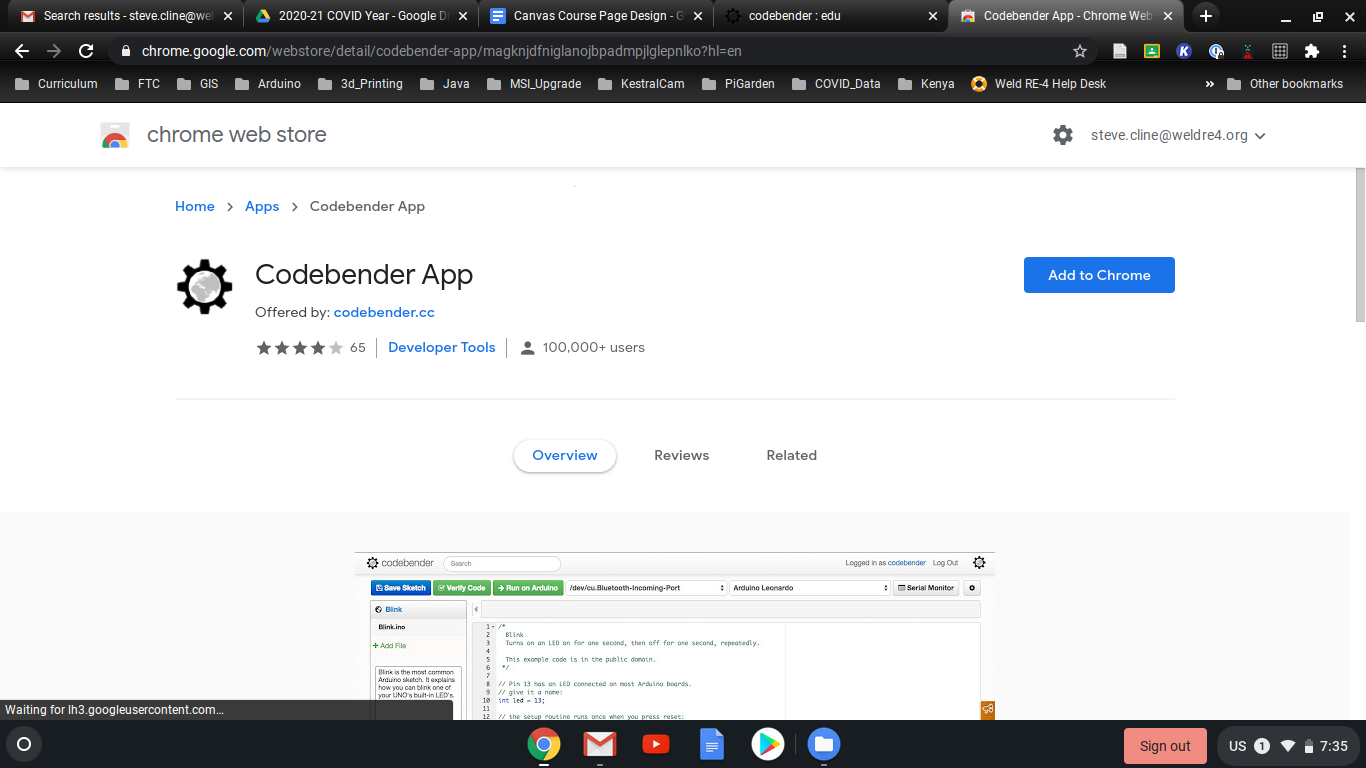 Search results - steve.cline@wel
2020-21 COVID Year - Google Dr
Canvas Course Page Design - G
codebender : edu
Codebender App - Chrome Web
chrome.google.com/webstore/detail/codebender-app/magknjdfniglanojbpadmpjlglepnlko?hl=en
Curriculum FTC GIS Arduino 3d_Printing Java MSI_Upgrade KestralCam PiGarden COVID_Data Kenya Weld RE-4 Help Desk » Other bookmarks
chrome web store steve.cline@weldre4.org
Home > Apps > Codebender App
Codebender App
Add to Chrome
Offered by: codebender.cc
65 Developer Tools 100,000+ users
Overview Reviews Related
codebender Search Logged in as codebender Log Out
Save Sketch Verify Code Run on Arduino /dev/cu.Bluetooth-Incoming-Port Arduino Leonardo Serial Monitor
Blink
Blink.ino
Add File
Blink is the most common
Arduino sketch. It explains
how you can blink one of
your UNO's built-in LED's.
1 /*
2 Blink
3 Turns on an LED on for one second, then off for one second, repeatedly.
4
5 This example code is in the public domain.
6 */
7
8 // Pin 13 has an LED connected on most Arduino boards.
9 // give it a name:
10 int led = 13;
11
12 // the setup routine runs once when you press reset:
Waiting for lh3.googleusercontent.com...
Sign out US 1 7:35